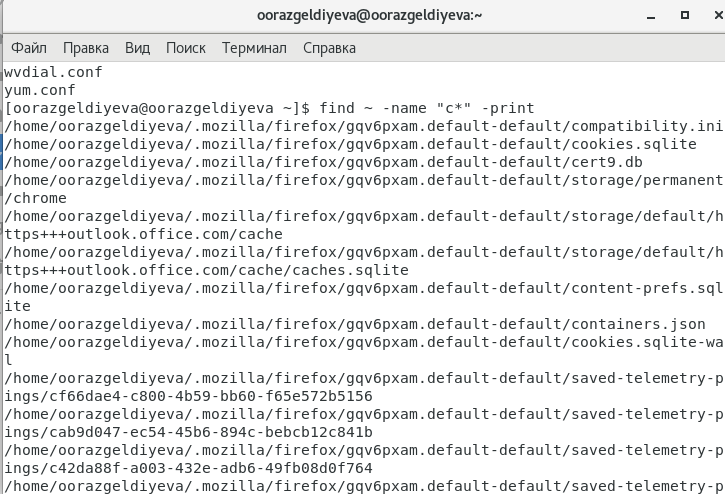 oorazgeldiyeva@oorazgeldiyeva:~
Файл Правка Вид Поиск Терминал Справка
wvdial.conf
yum.conf
[oorazgeldiyeva@oorazgeldiyeva ~]$ find ~ -name "c*" -print
/home/oorazgeldiyeva/.mozilla/firefox/gqv6pxam.default-default/compatibility.ini
/home/oorazgeldiyeva/.mozilla/firefox/gqv6pxam.default-default/cookies.sqlite
/home/oorazgeldiyeva/.mozilla/firefox/gqv6pxam.default-default/cert9.db
/home/oorazgeldiyeva/.mozilla/firefox/gqv6pxam.default-default/storage/permanent
/chrome
/home/oorazgeldiyeva/.mozilla/firefox/gqv6pxam.default-default/storage/default/h
ttps+++outlook.office.com/cache
/home/oorazgeldiyeva/.mozilla/firefox/gqv6pxam.default-default/storage/default/h
ttps+++outlook.office.com/cache/caches.sqlite
/home/oorazgeldiyeva/.mozilla/firefox/gqv6pxam.default-default/content-prefs.sql
ite
/home/oorazgeldiyeva/.mozilla/firefox/gqv6pxam.default-default/containers.json
/home/oorazgeldiyeva/.mozilla/firefox/gqv6pxam.default-default/cookies.sqlite-wa
l
/home/oorazgeldiyeva/.mozilla/firefox/gqv6pxam.default-default/saved-telemetry-p
ings/cf66dae4-c800-4b59-bb60-f65e572b5156
/home/oorazgeldiyeva/.mozilla/firefox/gqv6pxam.default-default/saved-telemetry-p
ings/cab9d047-ec54-45b6-894c-bebcb12c841b
/home/oorazgeldiyeva/.mozilla/firefox/gqv6pxam.default-default/saved-telemetry-p
ings/c42da88f-a003-432e-adb6-49fb08d0f764
/home/oorazgeldiyeva/.mozilla/firefox/gqv6pxam.default-default/saved-telemetry-p